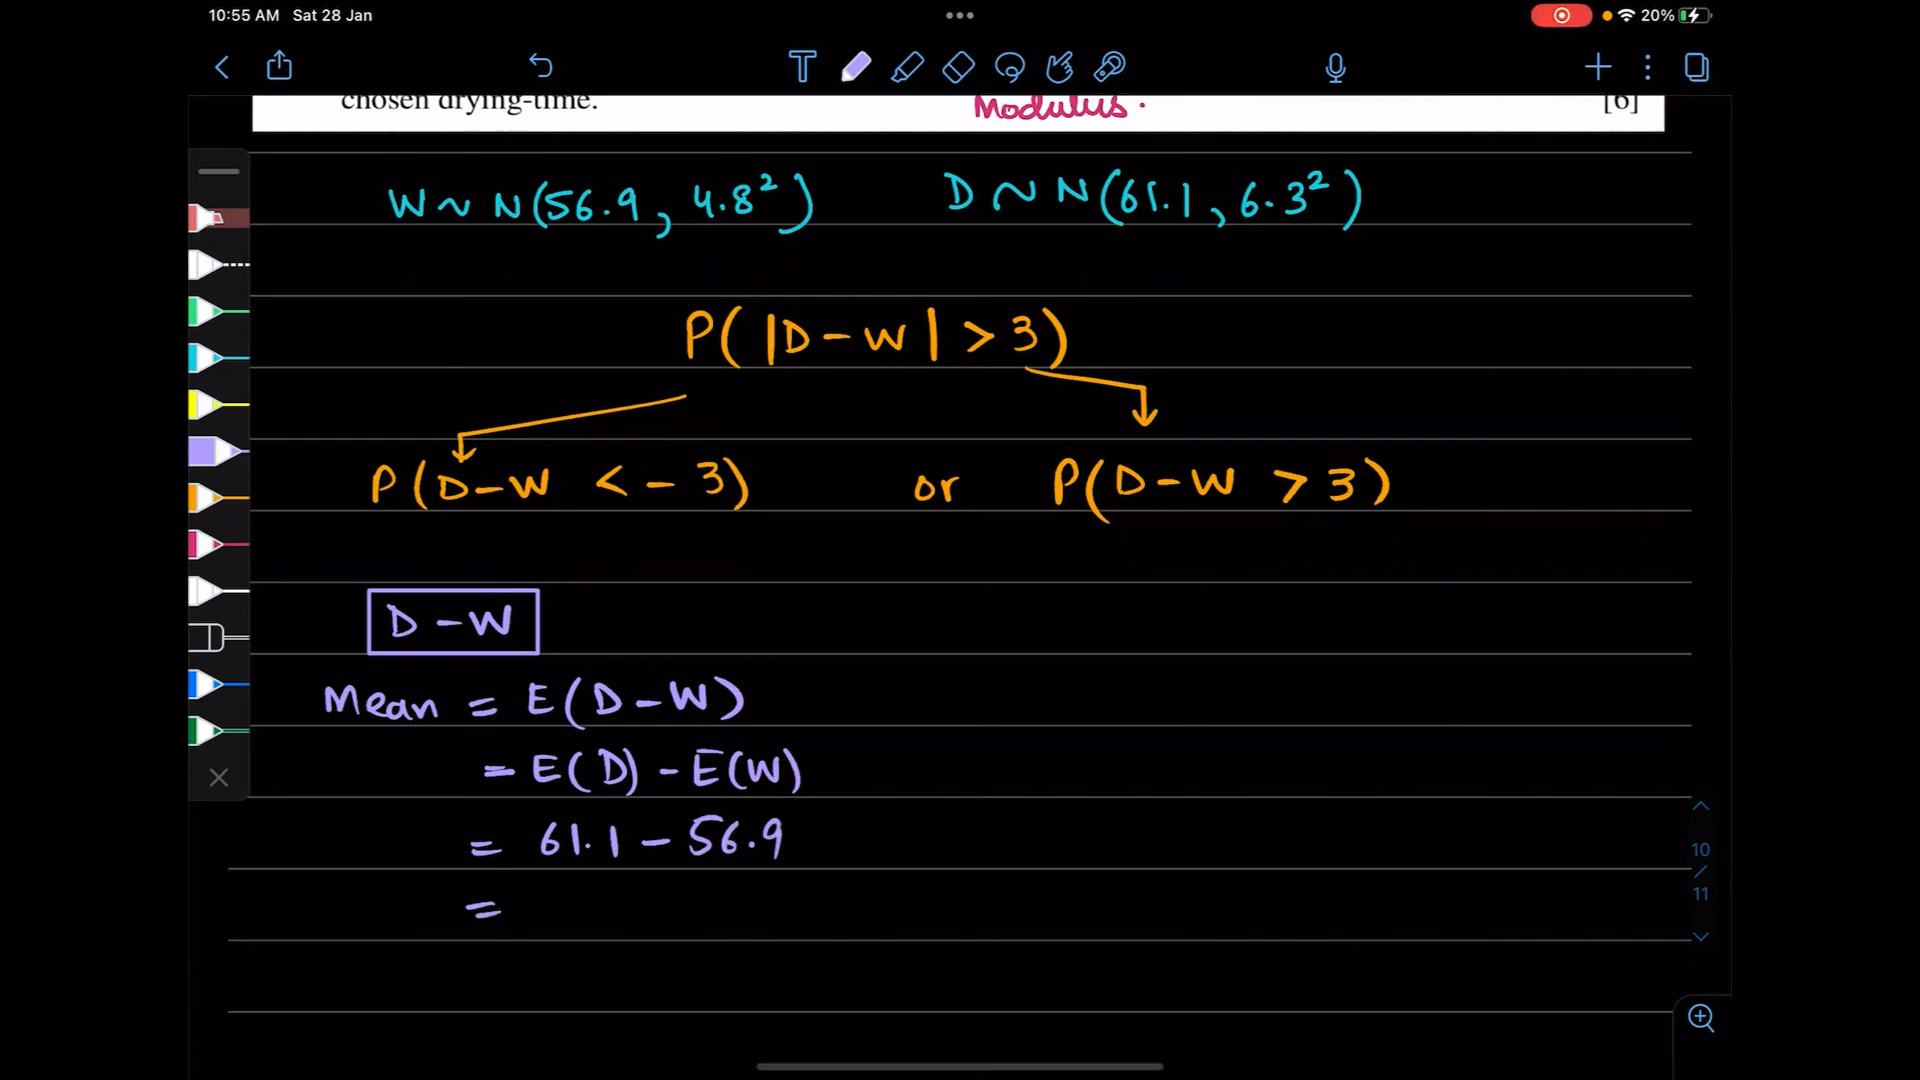 10:55 AM Sat 28 Jan
20%
T
chosen drying-time.
Modulus.
[6]
W ~ N(56.9, 4.8²) D ~ N(61.1, 6.3²)
P(|D-W| > 3)
P(D-W < -3) or P(D-W > 3)
D-W
Mean = E(D-W)
= E(D) - E(W)
= 61.1 - 56.9
=
10
/
11